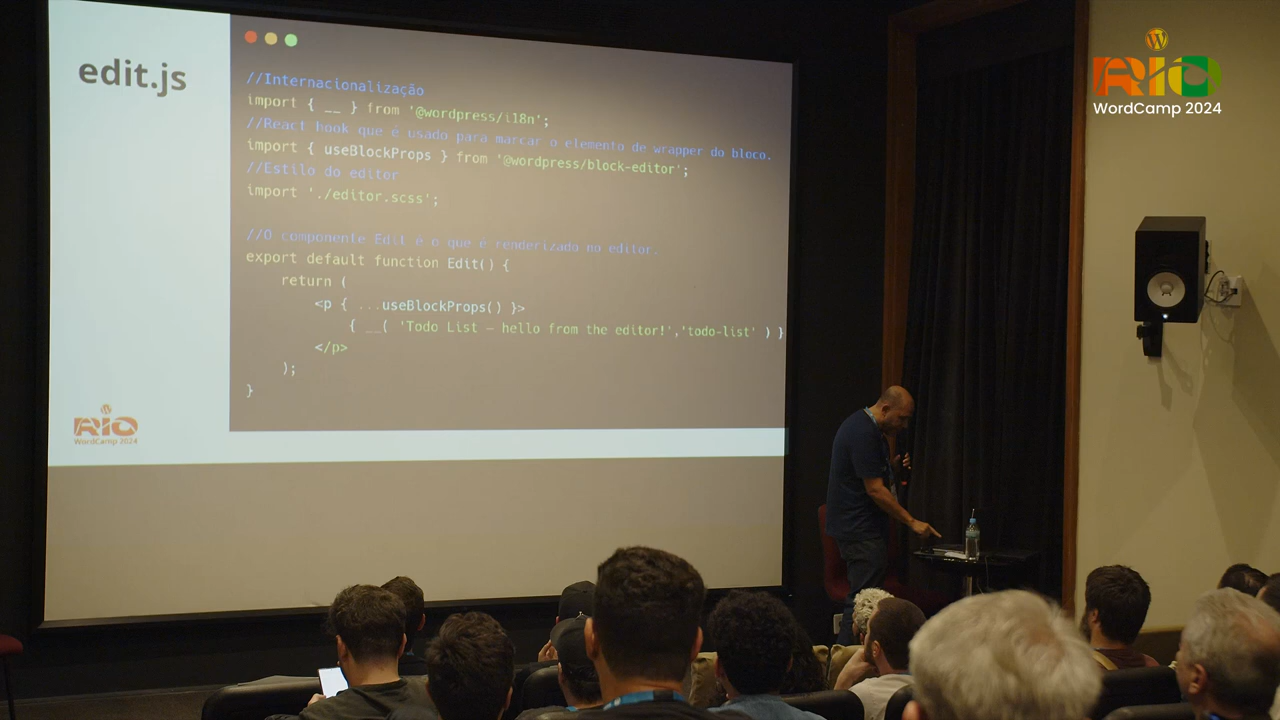 edit.js
//Internacionalização
import { __ } from '@wordpress/i18n';
//React hook que é usado para marcar o elemento de wrapper do bloco.
import { useBlockProps } from '@wordpress/block-editor';
//Estilo do editor
import './editor.scss';
//O componente Edit é o que é renderizado no editor.
export default function Edit() {
return (
<p { ...useBlockProps() }>
{ __( 'Todo List – hello from the editor!','todo-list' ) }
</p>
);
}
RIO
WordCamp 2024
RIO
WordCamp 2024